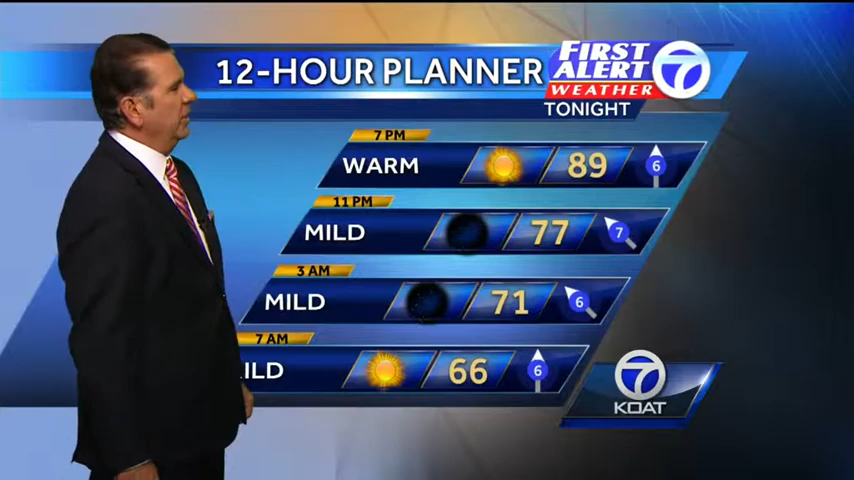 12-HOUR PLANNER
FIRST
ALERT 7
WEATHER
TONIGHT
7 PM
WARM 89 6
11 PM
MILD 77 7
3 AM
MILD 71 6
7 AM
ILD 66 6
7
KOAT